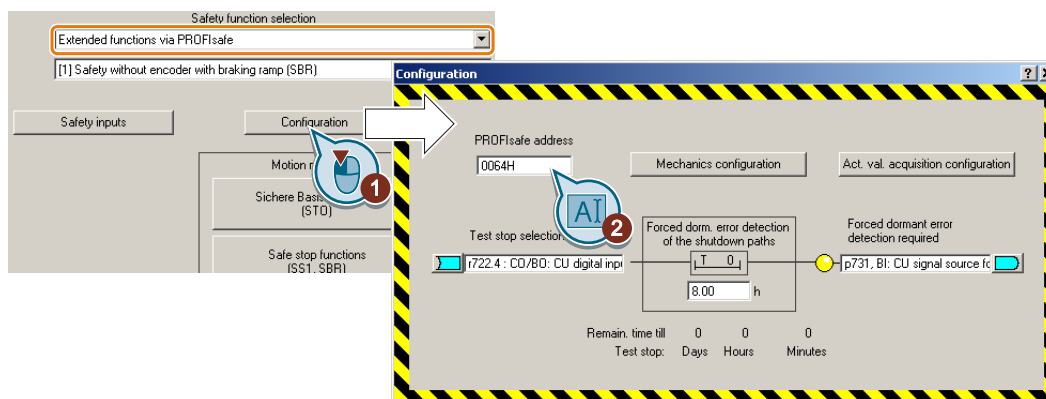 Safety function selection
Extended functions via PROFIsafe
[1] Safety without encoder with braking ramp (SBR)
Safety inputs
Configuration
1
Motion
Sichere
(STO)
Safe stop functions
(SS1, SBR)
Configuration
PROFIsafe address
0064H
Mechanics configuration
Act. val. acquisition configuration
AI
2
Test stop selection
Forced dorm. error detection
of the shutdown paths
Forced dormant error
detection required
r722.4 : CO/BO: CU digital inpu
T 0
p731, BI: CU signal source fo
8.00 h
Remain. time till 0 0 0
Test stop: Days Hours Minutes